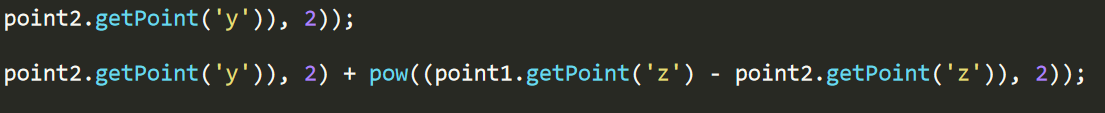 point2.getPoint('y')), 2));
point2.getPoint('y')), 2) + pow((point1.getPoint('z') - point2.getPoint('z')), 2));